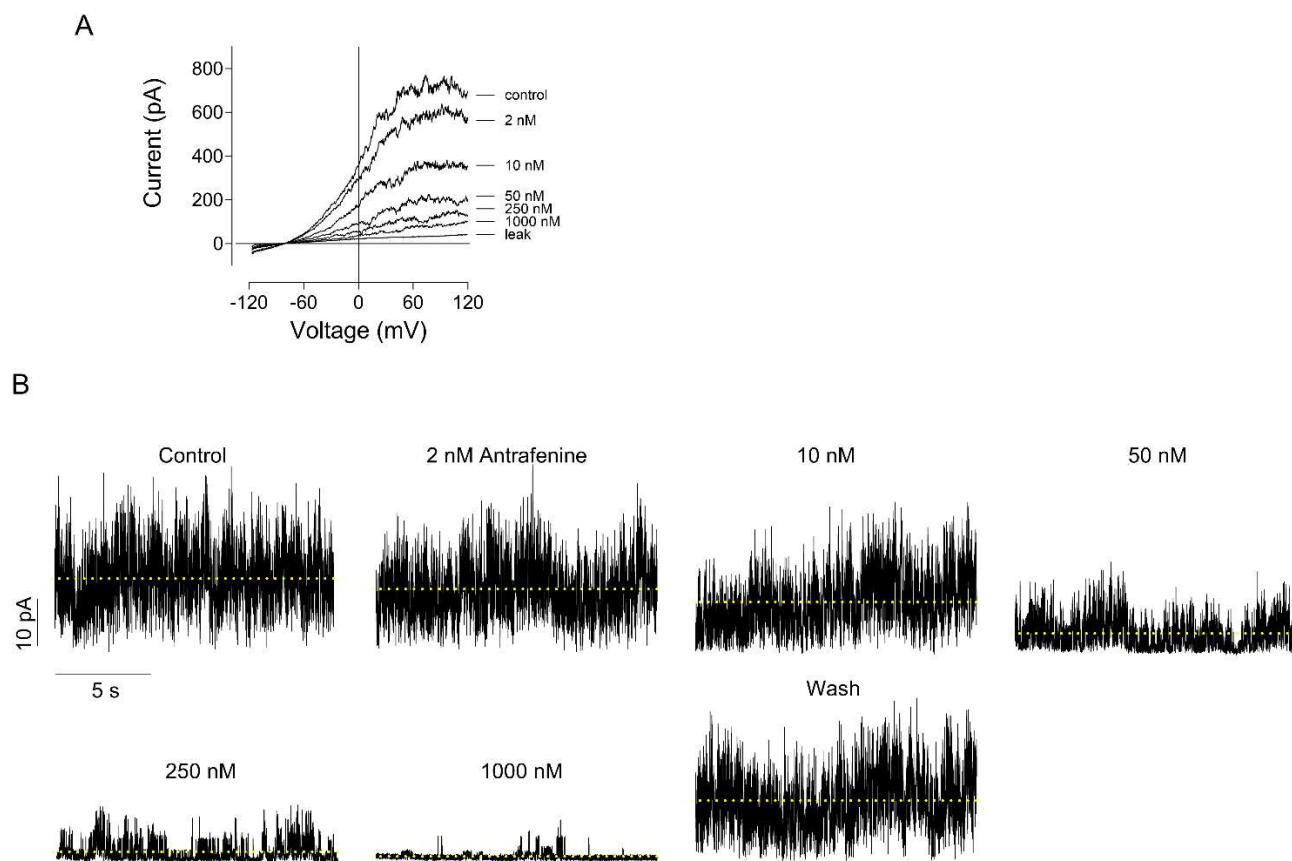 A
800
600
400
200
0
Current (pA)
control
2 nM
10 nM
50 nM
250 nM
1000 nM
leak
-120 -60 0 60 120
Voltage (mV)
B
Control 2 nM Antrafenine 10 nM 50 nM
10 pA
5 s
Wash
250 nM 1000 nM